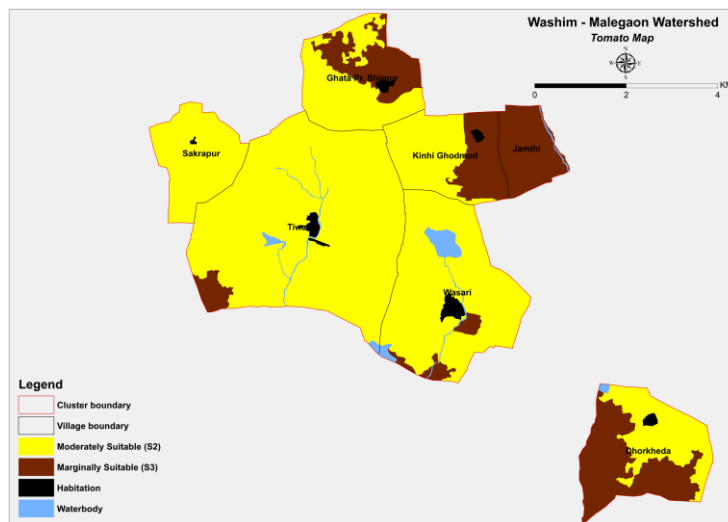 Washim - Malegaon Watershed
Tomato Map
N
W E
S
KM
0 2 4
Ghata Pr. Shirpur
Sakrapur
Kinhi Ghodmod
Jamthi
Wasari
Dhorkheda
Legend
Cluster boundary
Village boundary
Moderately Suitable (S2)
Marginally Suitable (S3)
Habitation
Waterbody